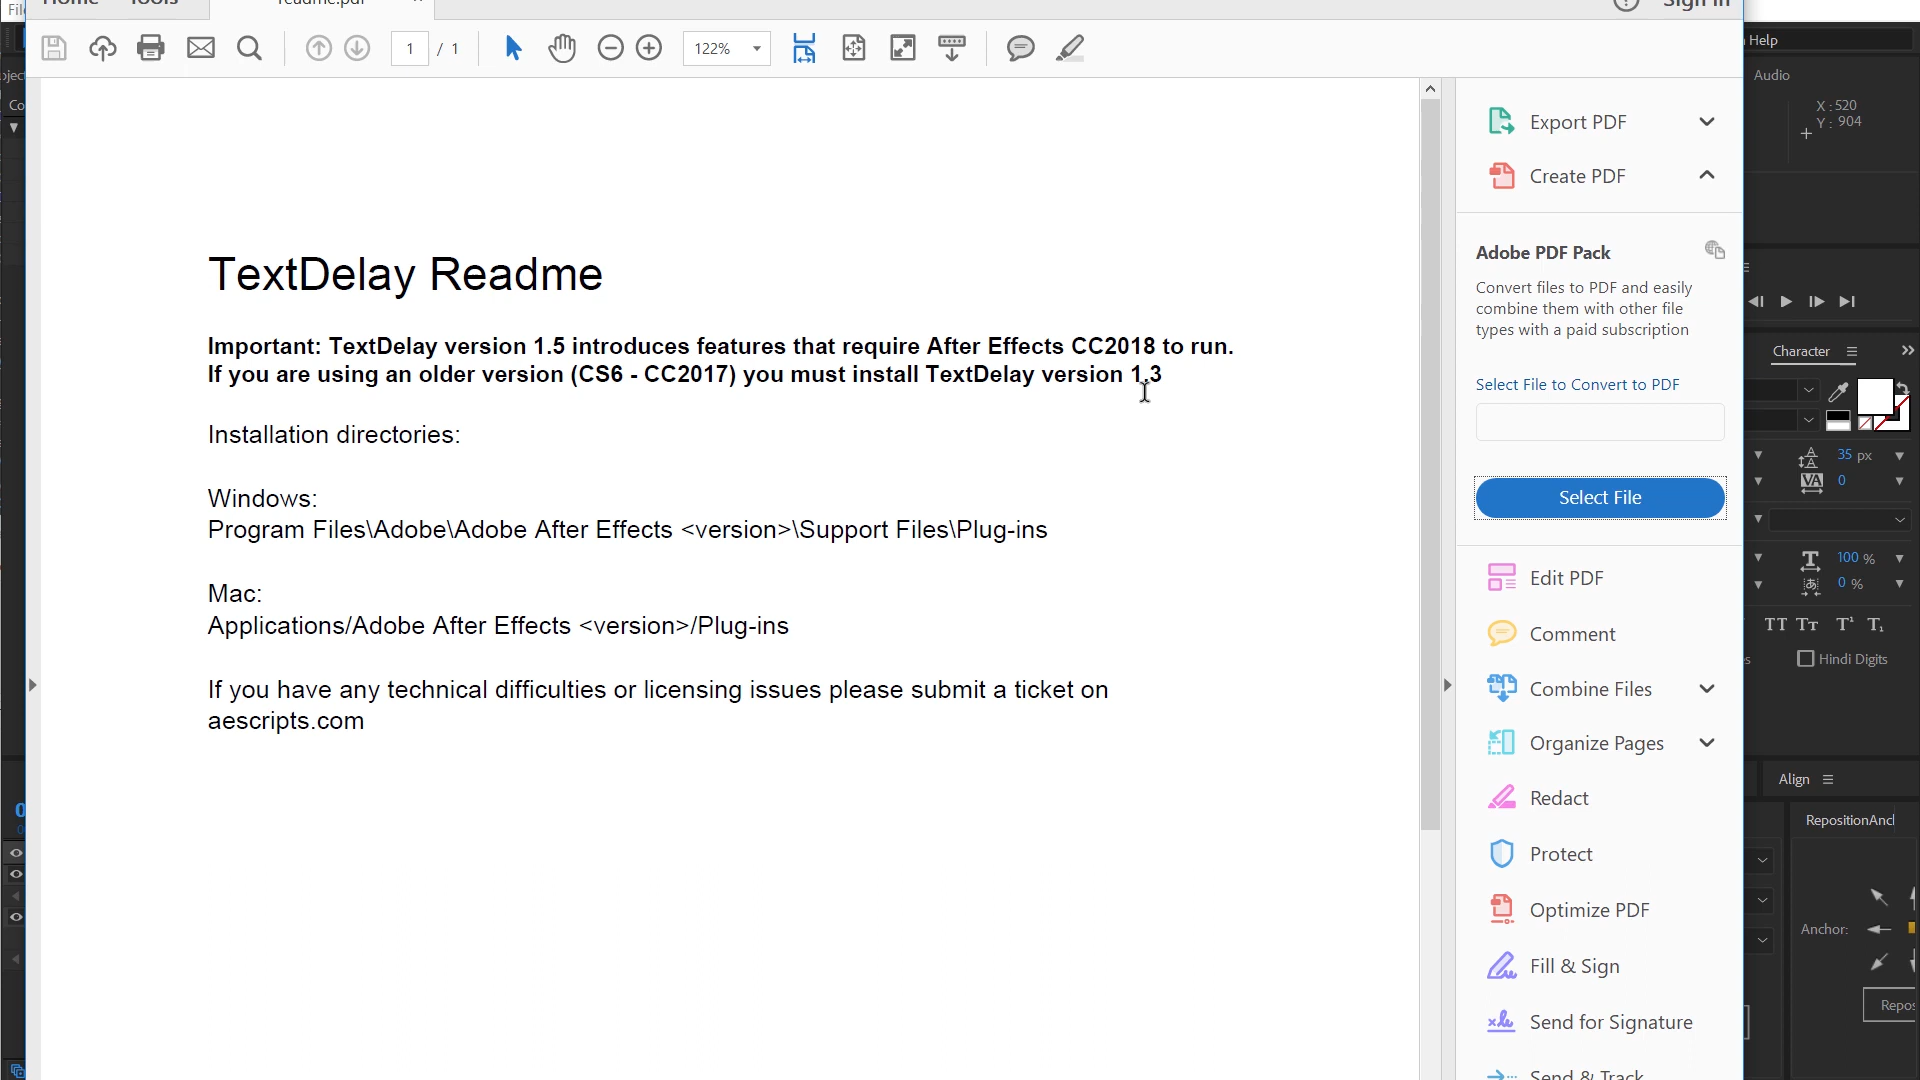 readme.pdf
Sign In
1 / 1
122%
Help
TextDelay Readme
Important: TextDelay version 1.5 introduces features that require After Effects CC2018 to run.
If you are using an older version (CS6 - CC2017) you must install TextDelay version 1.3
Installation directories:
Windows:
Program Files\Adobe\Adobe After Effects <version>\Support Files\Plug-ins
Mac:
Applications/Adobe After Effects <version>/Plug-ins
If you have any technical difficulties or licensing issues please submit a ticket on
aescripts.com
Export PDF
Create PDF
Adobe PDF Pack
Convert files to PDF and easily
combine them with other file
types with a paid subscription
Select File to Convert to PDF
Select File
Edit PDF
Comment
Combine Files
Organize Pages
Redact
Protect
Optimize PDF
Fill & Sign
Send for Signature
Send & Track
Audio
X : 520
Y : 904
Character
35 px
0
100 %
0 %
Hindi Digits
Align
RepositionAncl
Anchor:
Repos